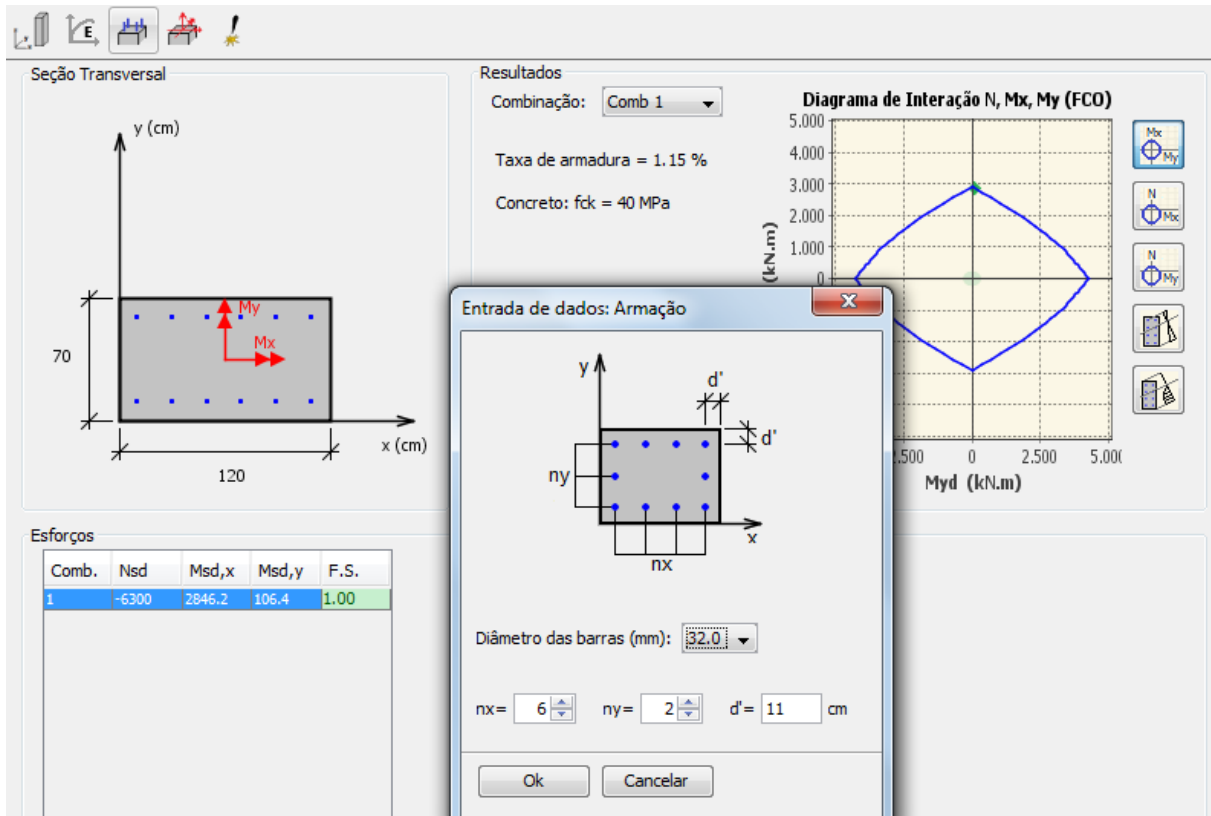 E,
Seção Transversal
y (cm)
My
Mx
70
x (cm)
120
Resultados
Combinação: Comb 1
Taxa de armadura = 1.15 %
Concreto: fck = 40 MPa
Diagrama de Interação N, Mx, My (FCO)
5.000
4.000
3.000
2.000
1.000
0
(kN.m)
.500 0 2.500 5.00
Myd (kN.m)
Mx
My
N
Mx
N
My
Entrada de dados: Armação
x
y
d'
d'
ny
x
nx
Diâmetro das barras (mm): 32.0
nx= 6 ny= 2 d'= 11 cm
Ok Cancelar
Esforços
Comb. Nsd Msd,x Msd,y F.S.
1 -6300 2846.2 106.4 1.00